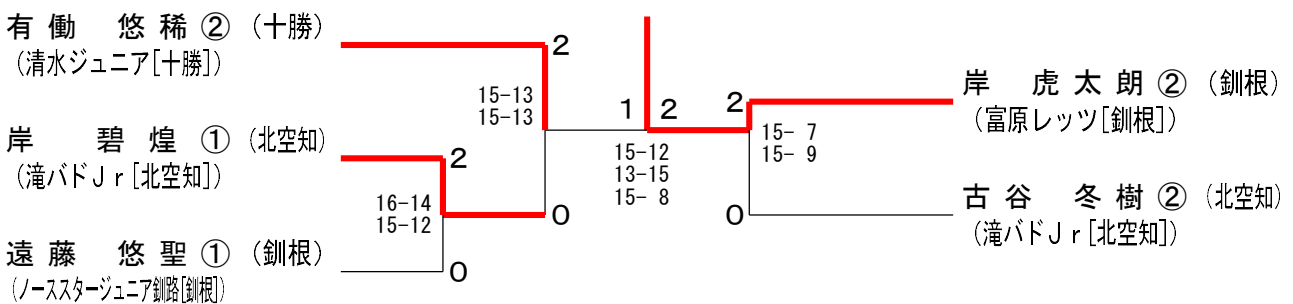 有働 悠稀 ② (十勝)
(清水ジュニア[十勝])
2
15-13
15-13
岸 碧煌 ① (北空知)
(滝バドJr[北空知])
2
16-14
15-12
0
遠藤 悠聖 ① (釧根)
(ノーススタージュニア釧路[釧根])
0
1 2
15-12
13-15
15- 8
岸 虎太朗 ② (釧根)
(富原レッツ[釧根])
2
15- 7
15- 9
古谷 冬樹 ② (北空知)
(滝バドJr[北空知])
0